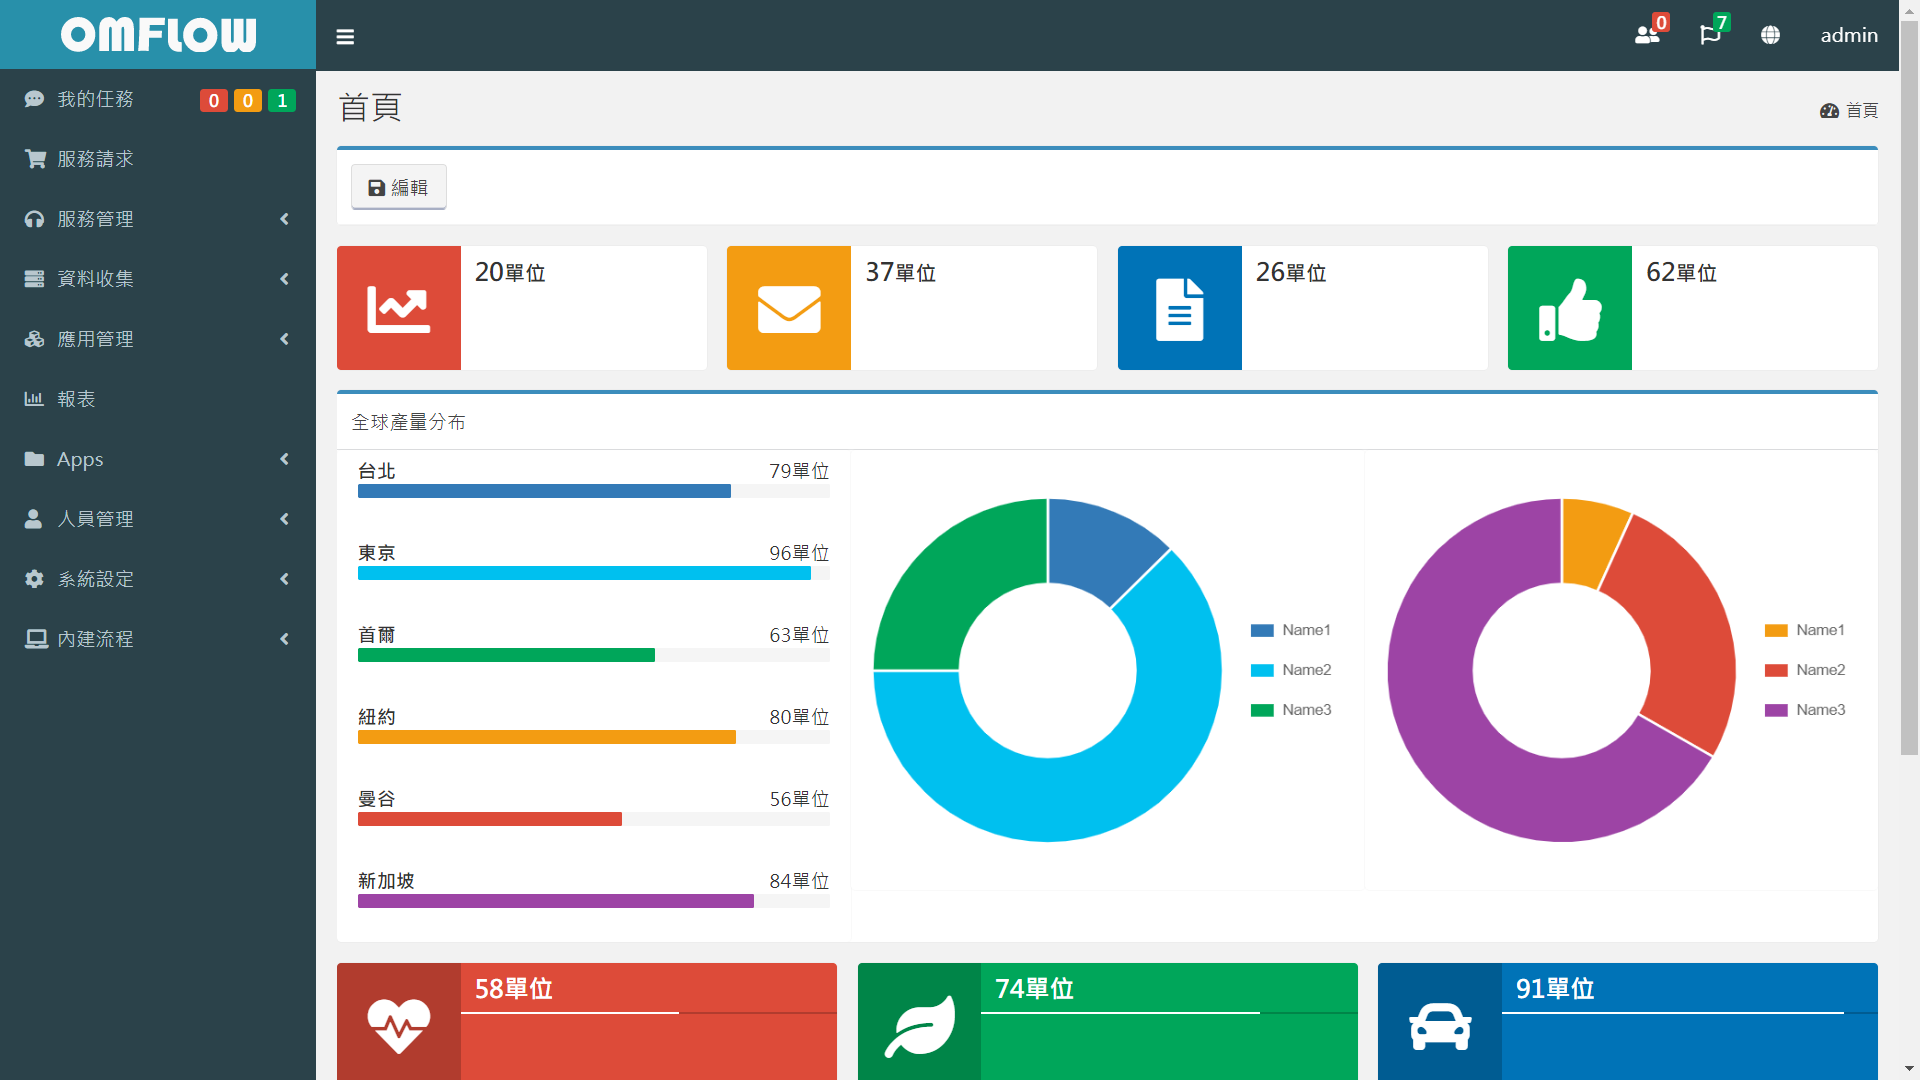 OMFLOW
0
7
admin
我的任務
0 0 1
服務請求
服務管理
資料收集
應用管理
報表
Apps
人員管理
系統設定
內建流程
首頁
首頁
編輯
20單位
37單位
26單位
62單位
全球產量分布
台北 79單位
東京 96單位
首爾 63單位
紐約 80單位
曼谷 56單位
新加坡 84單位
Name1
Name2
Name3
Name1
Name2
Name3
58單位
74單位
91單位